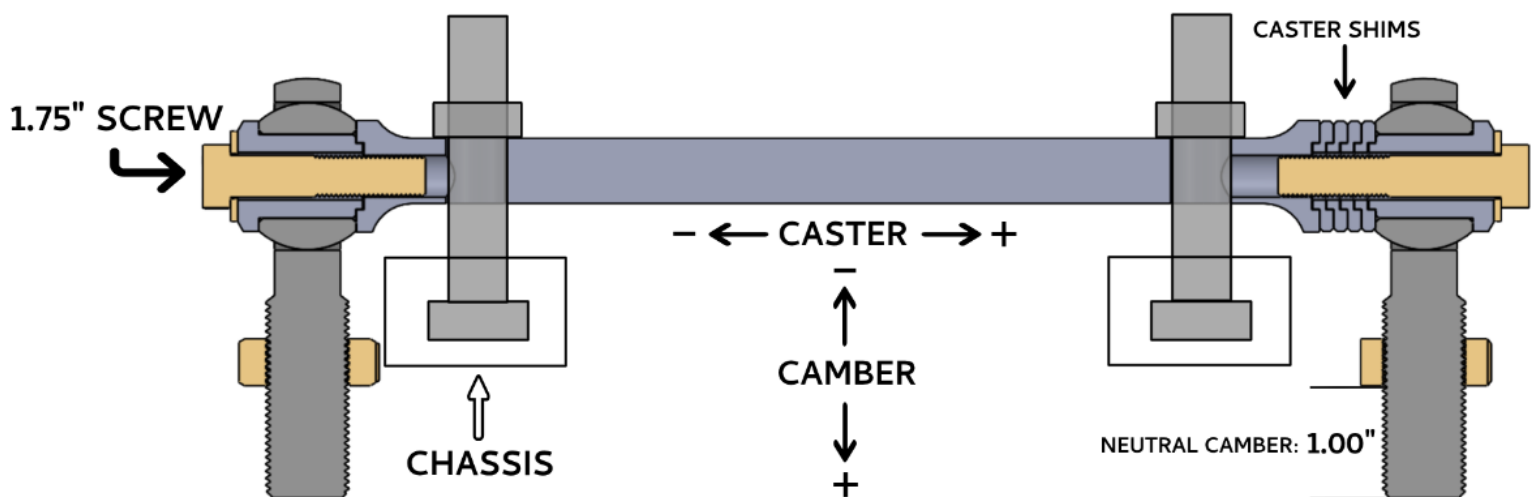 CASTER SHIMS
1.75" SCREW
− CASTER +
−
CAMBER
+
NEUTRAL CAMBER: 1.00"
CHASSIS